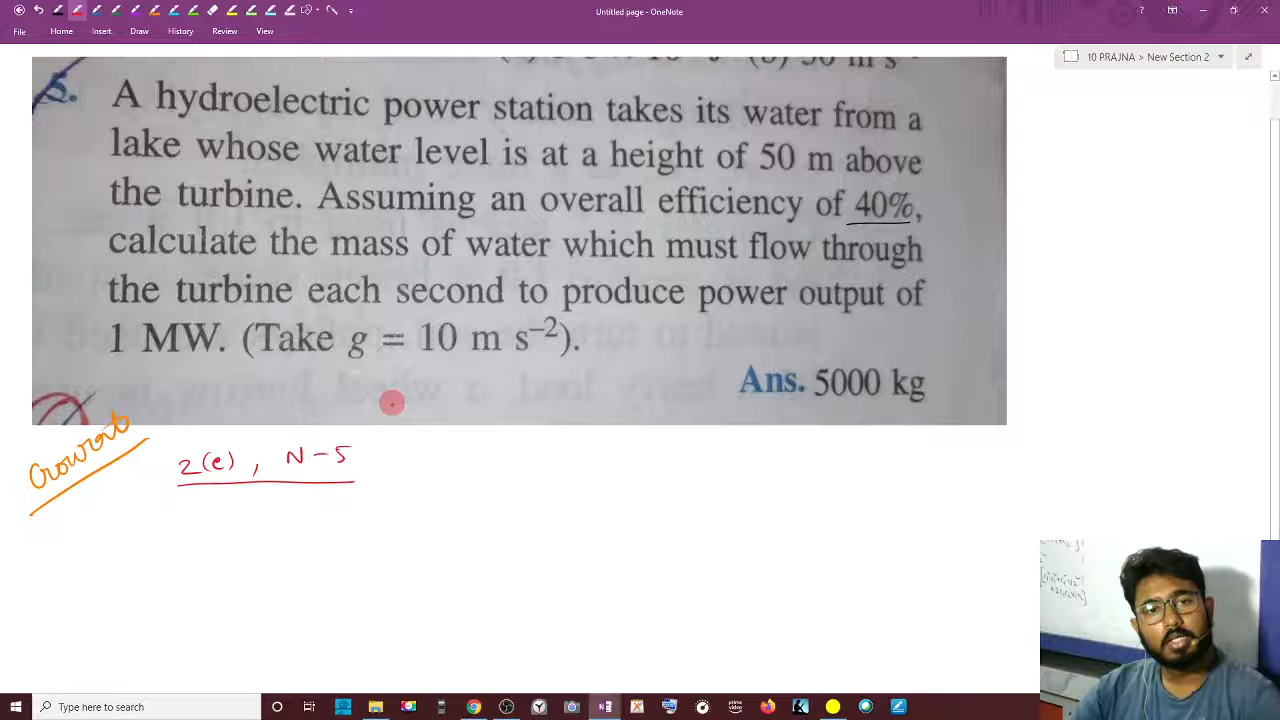 Untitled page - OneNote
File Home Insert Draw History Review View
10 PRAJNA > New Section 2
5.
A hydroelectric power station takes its water from a
lake whose water level is at a height of 50 m above
the turbine. Assuming an overall efficiency of 40%,
calculate the mass of water which must flow through
the turbine each second to produce power output of
1 MW. (Take g = 10 m s⁻²).
Ans. 5000 kg
2(e), N-5
Type here to search
prime video